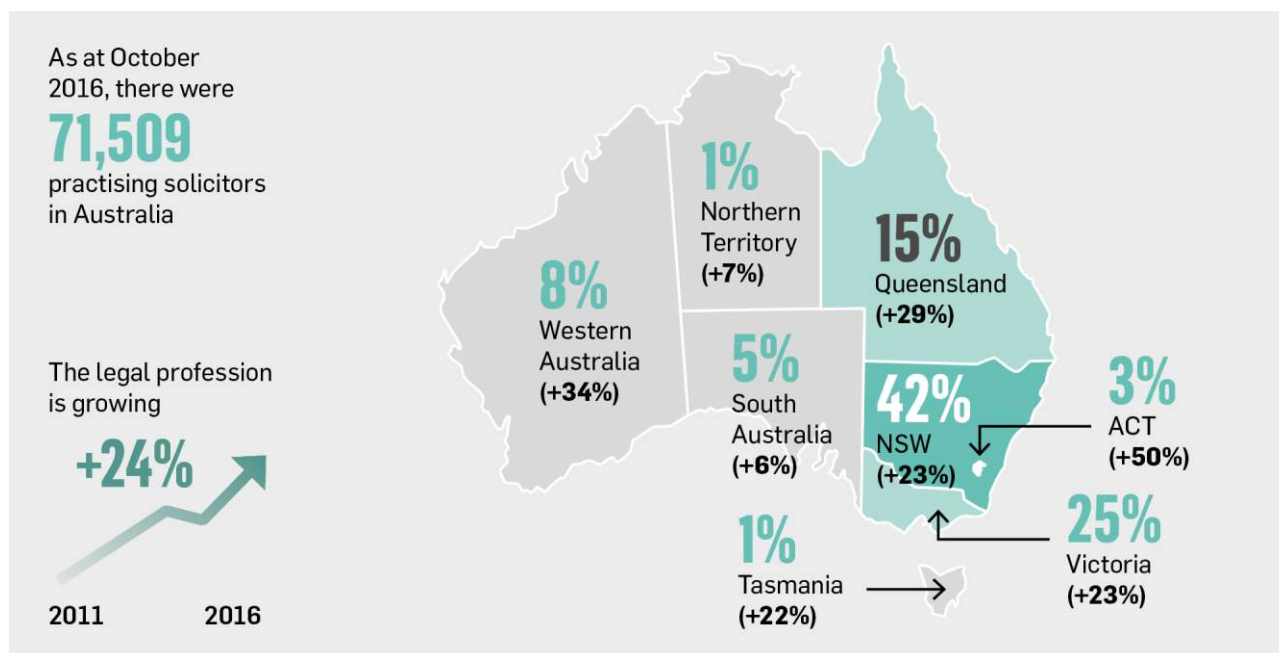 As at October
2016, there were
71,509
practising solicitors
in Australia
The legal profession
is growing
+24%
2011 2016
8%
Western
Australia
(+34%)
1%
Northern
Territory
(+7%)
5%
South
Australia
(+6%)
15%
Queensland
(+29%)
42%
NSW
(+23%)
3%
ACT
(+50%)
25%
Victoria
(+23%)
1%
Tasmania
(+22%)